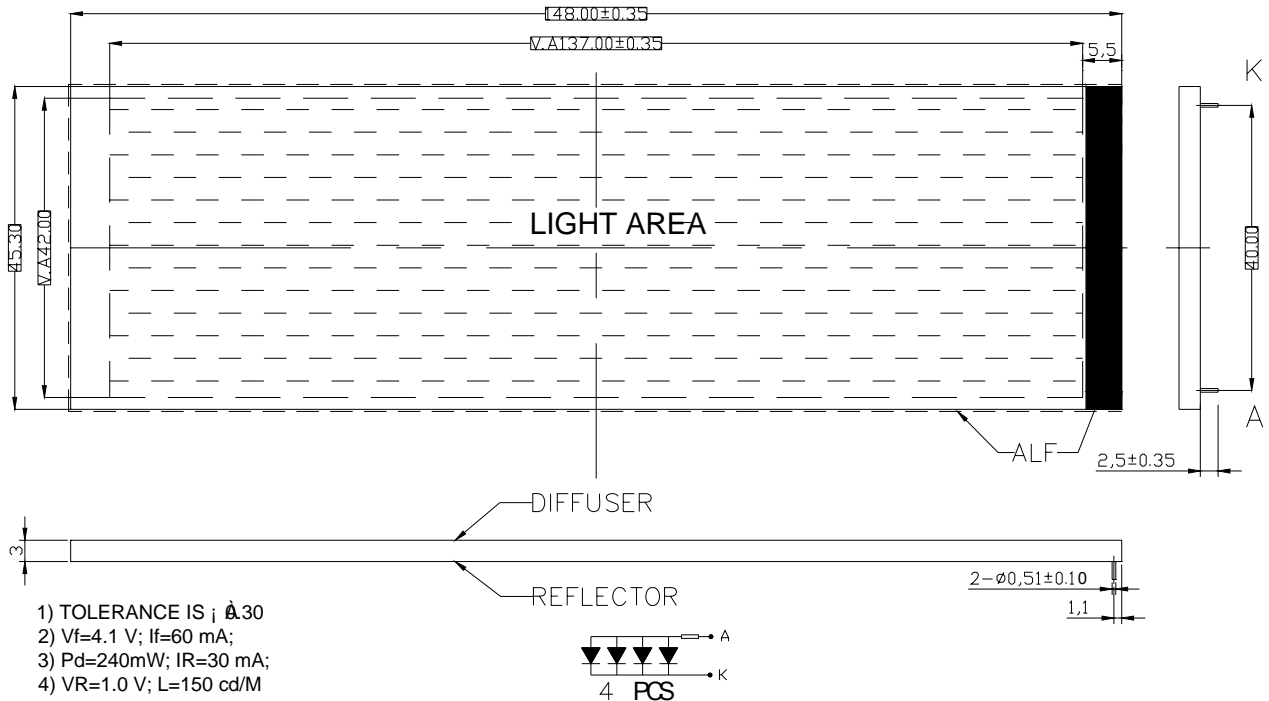 148.00±0.35
V.A137.00±0.35
5,5
K
45.30
V.A42.00
LIGHT AREA
40.00
A
ALF
2,5±0.35
DIFFUSER
3
REFLECTOR
2-ø0,51±0.10
1,1
1) TOLERANCE IS ¡ À0.30
2) Vf=4.1 V; If=60 mA;
3) Pd=240mW; IR=30 mA;
4) VR=1.0 V; L=150 cd/M
A
K
4 PCS